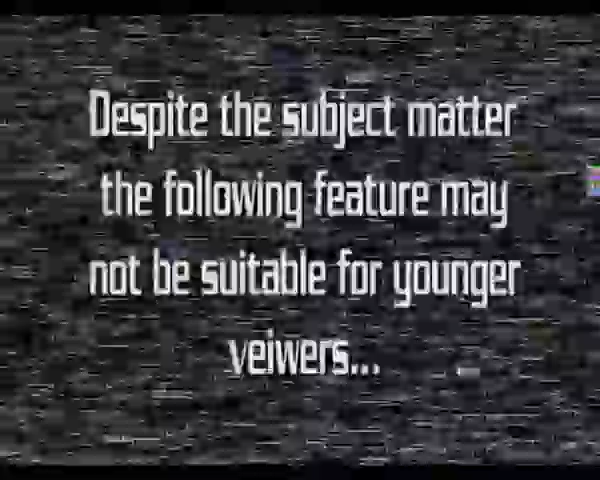 Despite the subject matter
the following feature may
not be suitable for younger
veiwers...